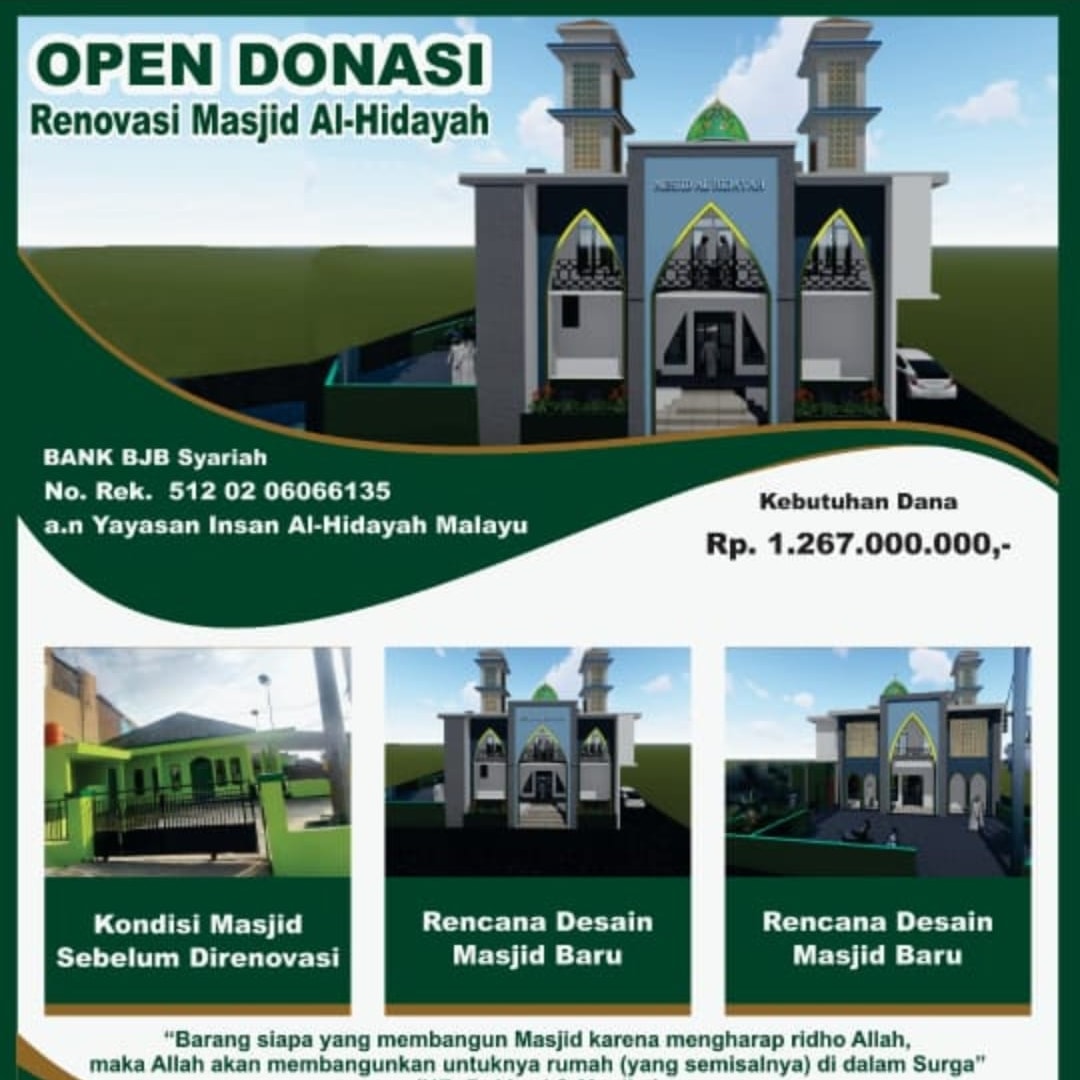 OPEN DONASI
Renovasi Masjid Al-Hidayah
MASJID AL HIDAYAH
BANK BJB Syariah
No. Rek. 512 02 06066135
a.n Yayasan Insan Al-Hidayah Malayu
Kebutuhan Dana
Rp. 1.267.000.000,-
Kondisi Masjid
Sebelum Direnovasi
Rencana Desain
Masjid Baru
Rencana Desain
Masjid Baru
“Barang siapa yang membangun Masjid karena mengharap ridho Allah,
maka Allah akan membangunkan untuknya rumah (yang semisalnya) di dalam Surga”